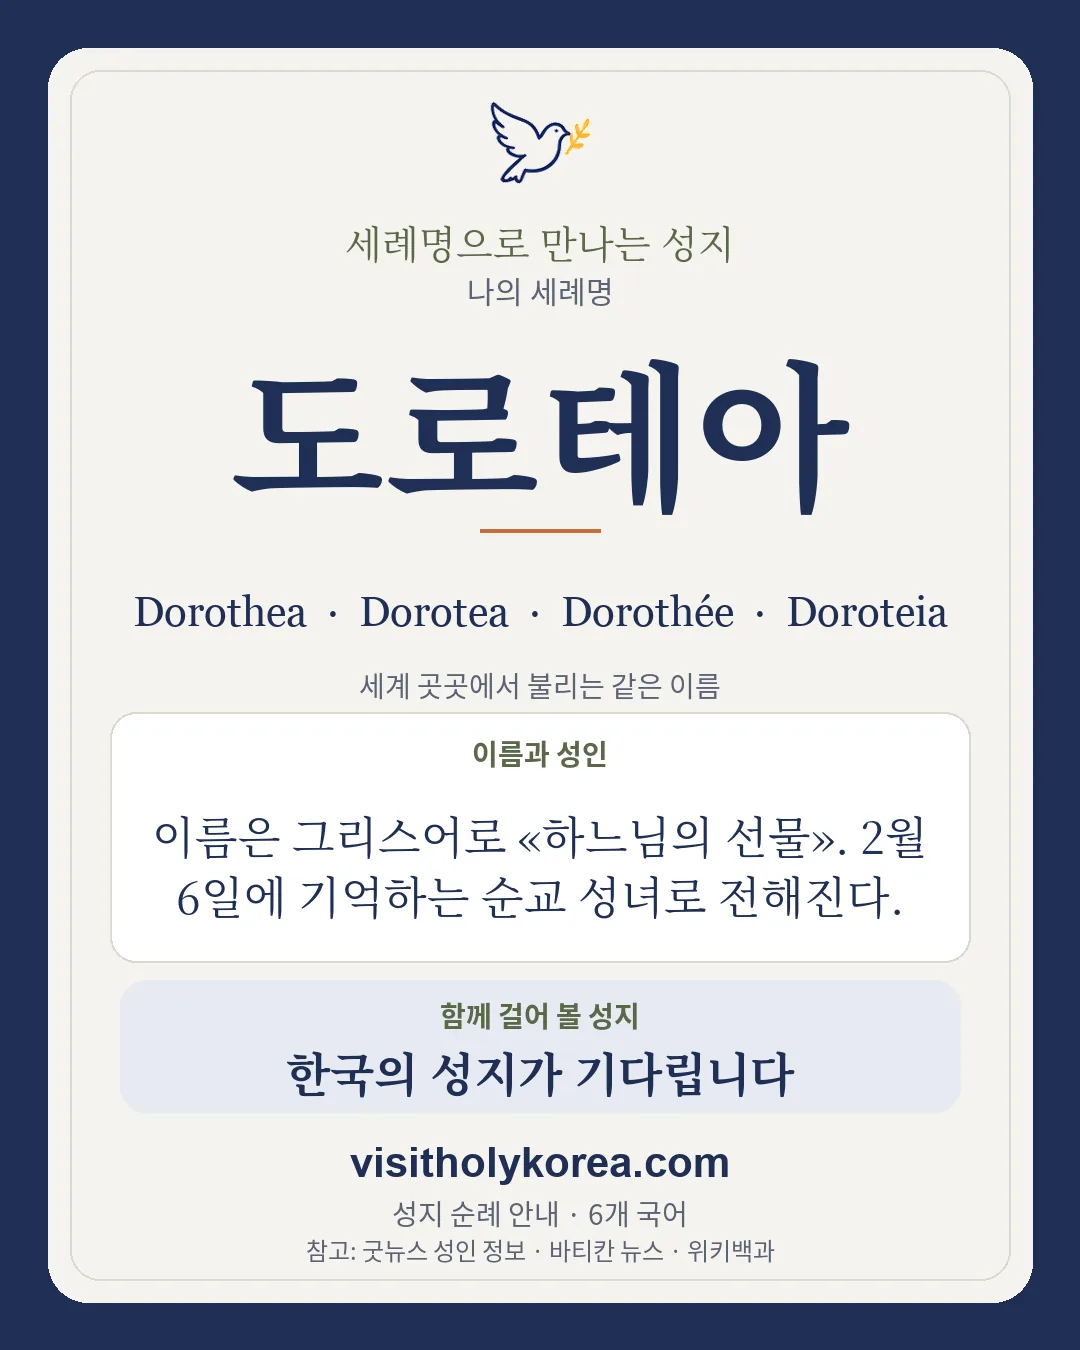 세례명으로 만나는 성지
나의 세례명
도로테아
Dorothea · Dorotea · Dorothée · Doroteia
세계 곳곳에서 불리는 같은 이름
이름과 성인
이름은 그리스어로 «하느님의 선물». 2월
6일에 기억하는 순교 성녀로 전해진다.
함께 걸어 볼 성지
한국의 성지가 기다립니다
visitholykorea.com
성지 순례 안내 · 6개 국어
참고: 굿뉴스 성인 정보 · 바티칸 뉴스 · 위키백과